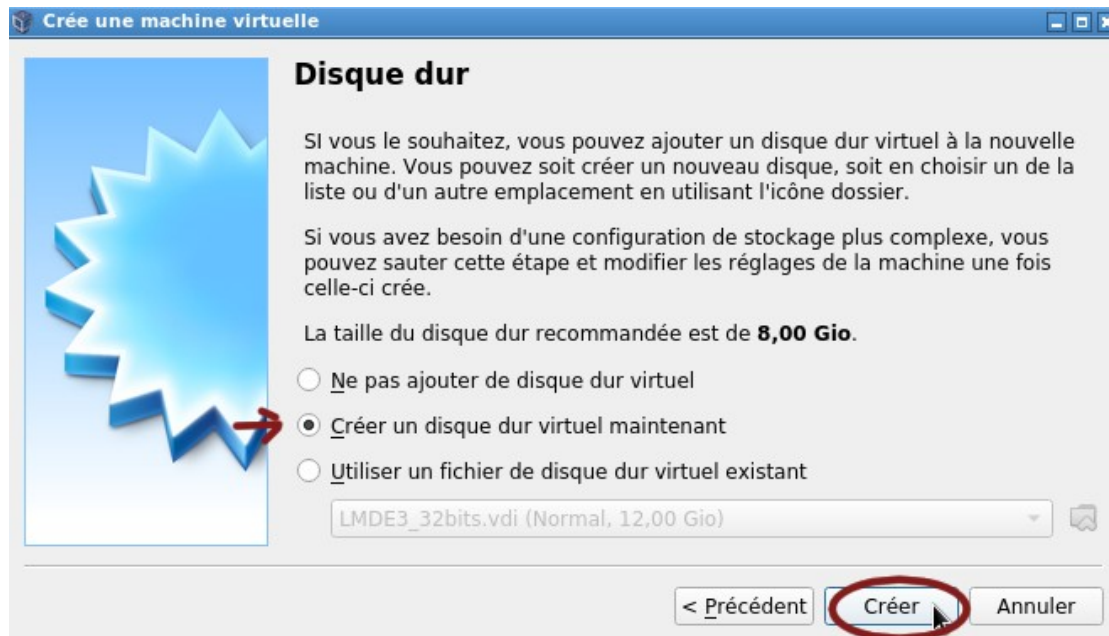 Crée une machine virtuelle
Disque dur
SI vous le souhaitez, vous pouvez ajouter un disque dur virtuel à la nouvelle
machine. Vous pouvez soit créer un nouveau disque, soit en choisir un de la
liste ou d'un autre emplacement en utilisant l'icône dossier.
Si vous avez besoin d'une configuration de stockage plus complexe, vous
pouvez sauter cette étape et modifier les réglages de la machine une fois
celle-ci crée.
La taille du disque dur recommandée est de 8,00 Gio.
Ne pas ajouter de disque dur virtuel
Créer un disque dur virtuel maintenant
Utiliser un fichier de disque dur virtuel existant
LMDE3_32bits.vdi (Normal, 12,00 Gio)
< Précédent Créer Annuler